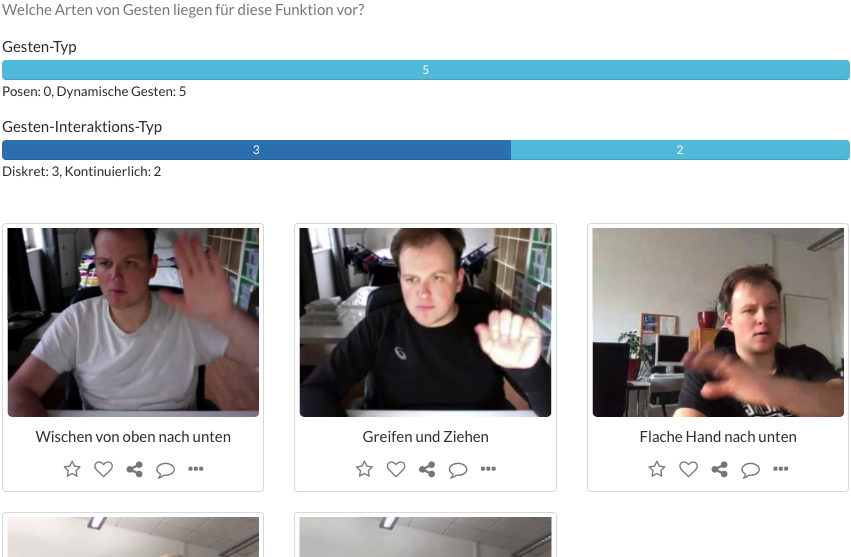 Welche Arten von Gesten liegen für diese Funktion vor?
Gesten-Typ
5
Posen: 0, Dynamische Gesten: 5
Gesten-Interaktions-Typ
3 2
Diskret: 3, Kontinuierlich: 2
Wischen von oben nach unten
Greifen und Ziehen
Flache Hand nach unten